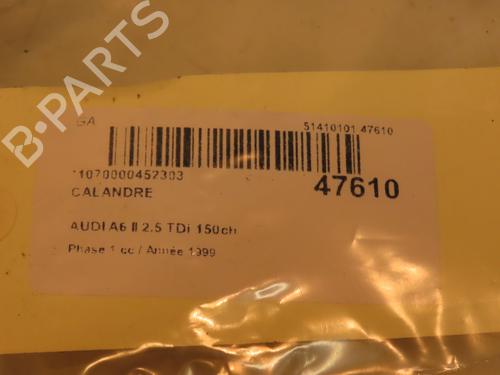 GA
51410101 47610
11070000452303
47610
CALANDRE
AUDI A6 II 2.5 TDi 150ch
Phase 1 cc / Année 1999
B-PARTS